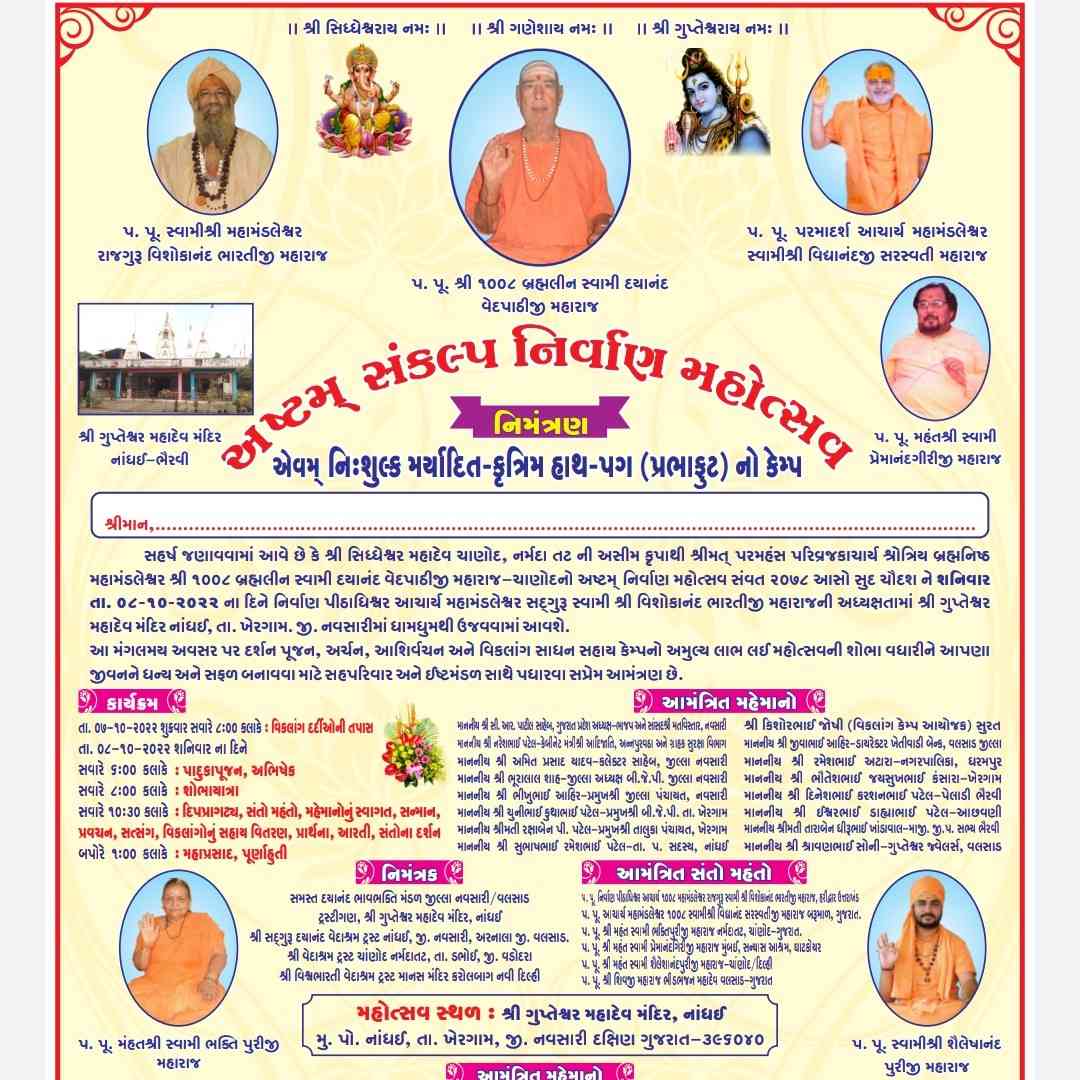 ।। શ્રી સિધ્ધેશ્વરાય નમઃ ।। ।। શ્રી ગણેશાય નમઃ ।। ।। શ્રી ગુપ્તેશ્વરાય નમઃ ।।
પ. પૂ. સ્વામીશ્રી મહામંડલેશ્વર
રાજગુરૂ વિશોકાનંદ ભારતીજી મહારાજ
પ. પૂ. શ્રી ૧૦૦૮ બ્રહ્મલીન સ્વામી દયાનંદ
વેદપાઠીજી મહારાજ
પ. પૂ. પરમાદર્શ આચાર્ય મહામંડલેશ્વર
સ્વામીશ્રી વિદ્યાનંદજી સરસ્વતી મહારાજ
શ્રી ગુપ્તેશ્વર મહાદેવ મંદિર
નાંધઈ-ભૈરવી
અષ્ટમ્ સંકલ્પ નિર્વાણ મહોત્સવ
નિમંત્રણ
એવમ્ નિઃશુલ્ક મર્યાદિત-કૃત્રિમ હાથ-પગ (પ્રભાફુટ) નો કેમ્પ
પ. પૂ. મહંતશ્રી સ્વામી
પ્રેમાનંદગીરીજી મહારાજ
શ્રીમાન,....................
સહર્ષ જણાવવામાં આવે છે કે શ્રી સિધ્ધેશ્વર મહાદેવ ચાણોદ, નર્મદા તટ ની અસીમ કૃપાથી શ્રીમત્ પરમહંસ પરિવ્રજકાચાર્ય શ્રોત્રિય બ્રહ્મનિષ્ઠ
મહામંડલેશ્વર શ્રી ૧૦૦૮ બ્રહ્મલીન સ્વામી દયાનંદ વેદપાઠીજી મહારાજ-ચાણોદનો અષ્ટમ્ નિર્વાણ મહોત્સવ સંવત ૨૦૭૮ આસો સુદ ચૌદશ ને શનિવાર
તા. ૦૮-૧૦-૨૦૨૨ ના દિને નિર્વાણ પીઠાધિશ્વર આચાર્ય મહામંડલેશ્વર સદ્‌ગુરૂ સ્વામી શ્રી વિશોકાનંદ ભારતીજી મહારાજની અધ્યક્ષતામાં શ્રી ગુપ્તેશ્વર
મહાદેવ મંદિર નાંધઈ, તા. ખેરગામ. જી. નવસારીમાં ધામધુમથી ઉજવવામાં આવશે.
આ મંગલમય અવસર પર દર્શન પૂજન, અર્ચન, આશિર્વચન અને વિકલાંગ સાધન સહાય કેમ્પનો અમુલ્ય લાભ લઈ મહોત્સવની શોભા વધારીને આપણા
જીવનને ધન્ય અને સફળ બનાવવા માટે સહપરિવાર અને ઈષ્ટમંડળ સાથે પધારવા સપ્રેમ આમંત્રણ છે.
કાર્યક્રમ
તા. ૦૭-૧૦-૨૦૨૨ શુક્રવાર સવારે ૮:૦૦ કલાકે : વિકલાંગ દર્દીઓની તપાસ
તા. ૦૮-૧૦-૨૦૨૨ શનિવાર ના દિને
સવારે ૬:૦૦ કલાકે : પાદુકાપૂજન, અભિષેક
સવારે ૮:૦૦ કલાકે : શોભાયાત્રા
સવારે ૧૦:૩૦ કલાકે : દિપપ્રાગટ્ય, સંતો મહંતો, મહેમાનોનું સ્વાગત, સન્માન,
પ્રવચન, સત્સંગ, વિકલાંગોનું સહાય વિતરણ, પ્રાર્થના, આરતી, સંતોના દર્શન
બપોરે ૧:૦૦ કલાકે : મહાપ્રસાદ, પૂર્ણાહુતી
આમંત્રિત મહેમાનો
માનનીય શ્રી સી. આર. પાટીલ સાહેબ, ગુજરાત પ્રદેશ અધ્યક્ષ-ભાજપ અને સાંસદશ્રી મતવિસ્તાર, નવસારી
માનનીય શ્રી નરેશભાઈ પટેલ-કેબીનેટ મંત્રીશ્રી આદિજાતિ, અન્નપુરવઠા અને ગ્રાહક સુરક્ષા વિભાગ
માનનીય શ્રી અમિત પ્રસાદ યાદવ-કલેક્ટર સાહેબ, જીલ્લા નવસારી
માનનીય શ્રી ભૂરાલાલ શાહ-જીલ્લા અધ્યક્ષ બી.જે.પી. જીલ્લા નવસારી
માનનીય શ્રી ભીખુભાઈ આહિર-પ્રમુખશ્રી જીલ્લા પંચાયત, નવસારી
માનનીય શ્રી ચુનીભાઈ કુથાભાઈ પટેલ-પ્રમુખશ્રી બી.જે.પી. તા. ખેરગામ
માનનીય શ્રીમતી રક્ષાબેન પી. પટેલ-પ્રમુખશ્રી તાલુકા પંચાયત, ખેરગામ
માનનીય શ્રી સુભાષભાઈ રમેશભાઈ પટેલ-તા. પં. સદસ્ય, નાંધઈ
શ્રી કિશોરભાઈ જોષી (વિકલાંગ કેમ્પ આયોજક) સુરત
માનનીય શ્રી જીવાભાઈ આહિર-ડાયરેક્ટર ખેતીવાડી બેન્ક, વલસાડ જીલ્લા
માનનીય શ્રી રમેશભાઈ અટારા-નગરપાલિકા, ધરમપુર
માનનીય શ્રી ભૌતેશભાઈ જયસુખભાઈ કંસારા-ખેરગામ
માનનીય શ્રી દિનેશભાઈ કરશનભાઈ પટેલ-પેલાડી ભૈરવી
માનનીય શ્રી ઈશ્વરભાઈ ડાહ્યાભાઈ પટેલ-આછવણી
માનનીય શ્રીમતી તારાબેન ધીરૂભાઈ ખાંડાવાલ-માજી. જી.પં. સભ્ય ભૈરવી
માનનીય શ્રી શ્રાવણભાઈ સોની-ગુપ્તેશ્વર જ્વેલર્સ, વલસાડ
નિમંત્રક
સમસ્ત દયાનંદ ભાવભક્તિ મંડળ જીલ્લા નવસારી/વલસાડ
ટ્રસ્ટીગણ, શ્રી ગુપ્તેશ્વર મહાદેવ મંદિર, નાંધઈ
શ્રી સદ્‌ગુરૂ દયાનંદ વેદાશ્રમ ટ્રસ્ટ નાંધઈ, જી. નવસારી, અરનાલા જી. વલસાડ.
શ્રી વેદાશ્રમ ટ્રસ્ટ ચાંણોદ નર્મદાતટ, તા. ડભોઈ, જી. વડોદરા
શ્રી વિશ્વભારતી વેદાશ્રમ ટ્રસ્ટ માનસ મંદિર કરોલબાગ નવી દિલ્હી
આમંત્રિત સંતો મહંતો
પ. પૂ. નિર્વાણ પીઠાધિશ્વર આચાર્ય ૧૦૦૮ મહામંડલેશ્વર રાજગુરૂ સ્વામી શ્રી વિશોકાનંદ ભારતીજી મહારાજ, હરીદ્વાર ઉત્તરાખંડ
પ. પૂ. આચાર્ય મહામંડલેશ્વર ૧૦૦૮ સ્વામીશ્રી વિદ્યાનંદ સરસ્વતીજી મહારાજ બરૂમાળ, ગુજરાત.
પ. પૂ. શ્રી મહંત સ્વામી ભક્તિપુરીજી મહારાજ નર્મદાતટ, ચાંણોદ-ગુજરાત.
પ. પૂ. શ્રી મહંત સ્વામી પ્રેમાનંદગિરીજી મહારાજ મુંબઈ, સન્યાસ આશ્રમ, ઘાટકોપર
પ. પૂ. શ્રી મહંત સ્વામી શૈલેશાનંદપુરીજી મહારાજ-ચાંણોદ/દિલ્હી
પ. પૂ. શ્રી શિવજી મહારાજ ભીડભંજન મહાદેવ વલસાડ-ગુજરાત
પ. પૂ. મંહતશ્રી સ્વામી ભક્તિ પુરીજી
મહારાજ
મહોત્સવ સ્થળ : શ્રી ગુપ્તેશ્વર મહાદેવ મંદિર, નાંધઈ
મુ. પો. નાંધઈ, તા. ખેરગામ, જી. નવસારી દક્ષિણ ગુજરાત-૩૯૬૦૪૦
પ. પૂ. સ્વામીશ્રી શૈલેષાનંદ
પુરીજી મહારાજ
આમંત્રિત મહેમાનો